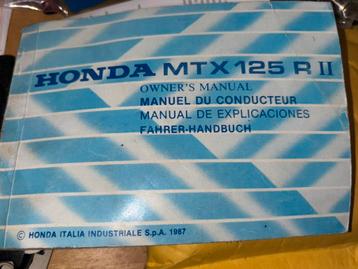 HONDA MTX 125 R II
OWNER'S MANUAL
MANUEL DU CONDUCTEUR
MANUAL DE EXPLICACIONES
FAHRER-HANDBUCH
© HONDA ITALIA INDUSTRIALE S.p.A. 1987